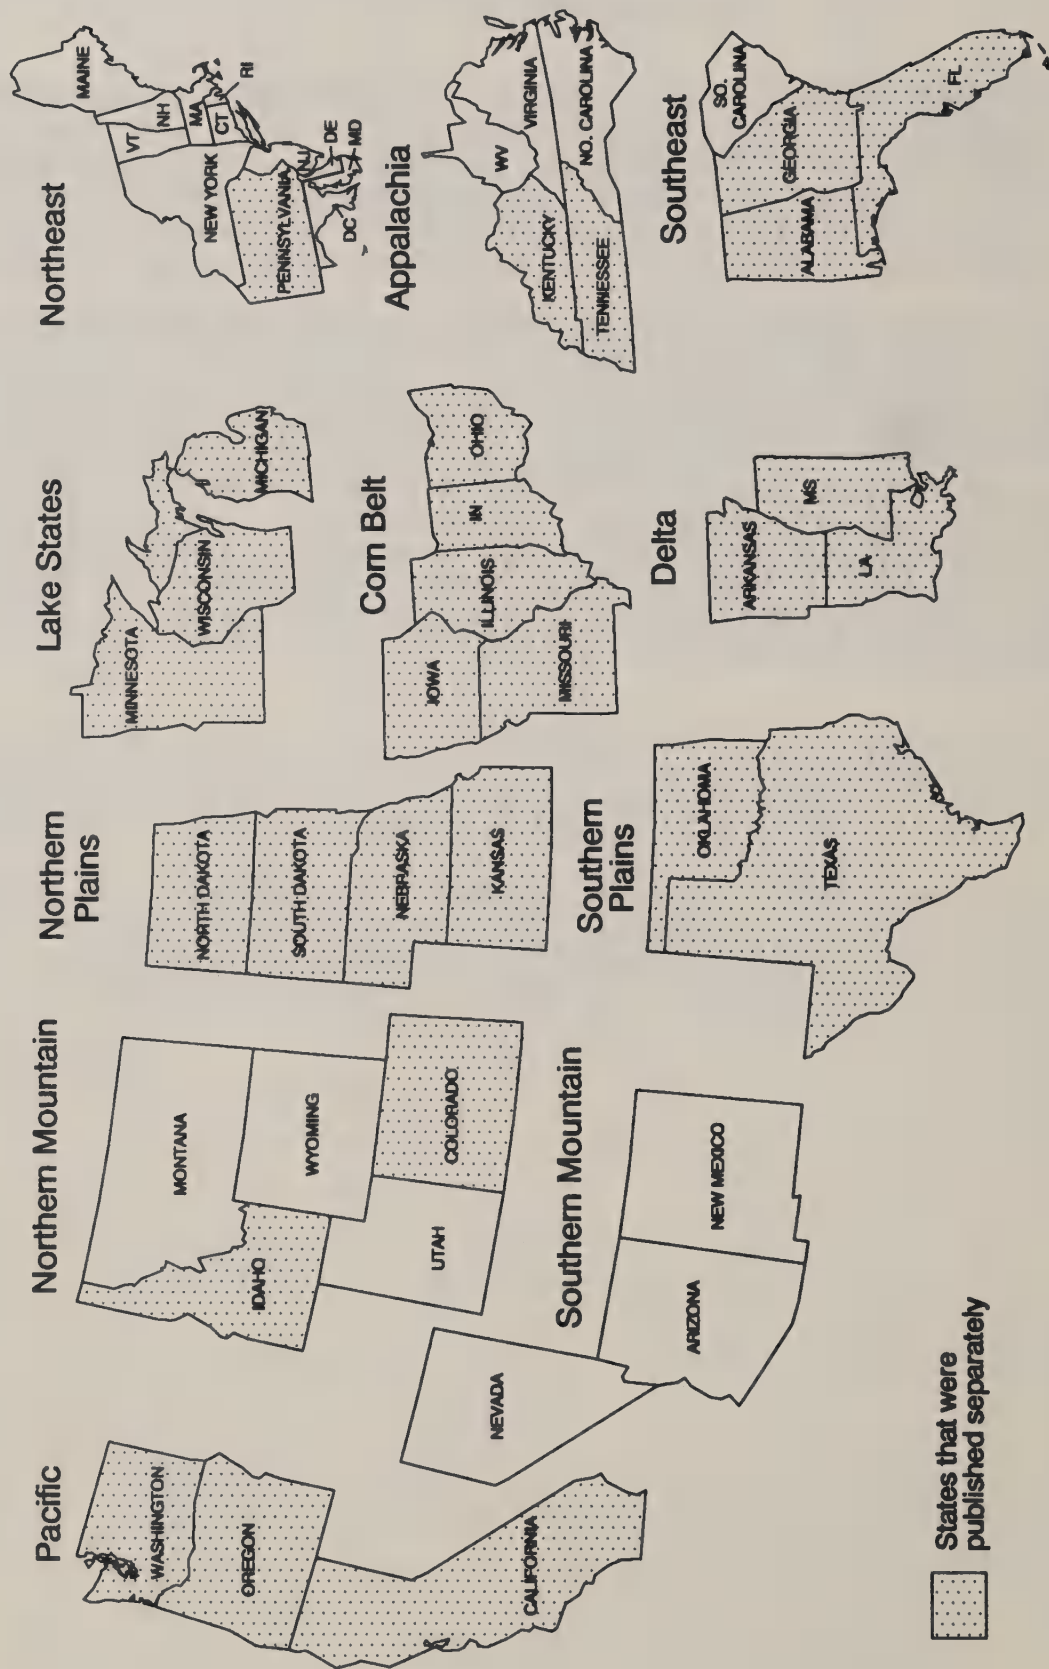 Pacific
WASHINGTON
OREGON
CALIFORNIA
Northern Mountain
MONTANA
IDAHO
WYOMING
UTAH
COLORADO
Southern Mountain
NEVADA
ARIZONA
NEW MEXICO
Northern
Plains
NORTH DAKOTA
SOUTH DAKOTA
NEBRASKA
KANSAS
Southern
Plains
OKLAHOMA
TEXAS
Lake States
MINNESOTA
WISCONSIN
MICHIGAN
Corn Belt
IOWA
ILLINOIS
IN
OHIO
MISSOURI
Delta
ARKANSAS
MS
LA
Northeast
MAINE
VT
NH
NEW YORK
MA
CT
RI
PENNSYLVANIA
NJ
DE
MD
DC
Appalachia
WV
VIRGINIA
KENTUCKY
NO. CAROLINA
TENNESSEE
Southeast
SO.
CAROLINA
GEORGIA
ALABAMA
FL
States that were
published separately